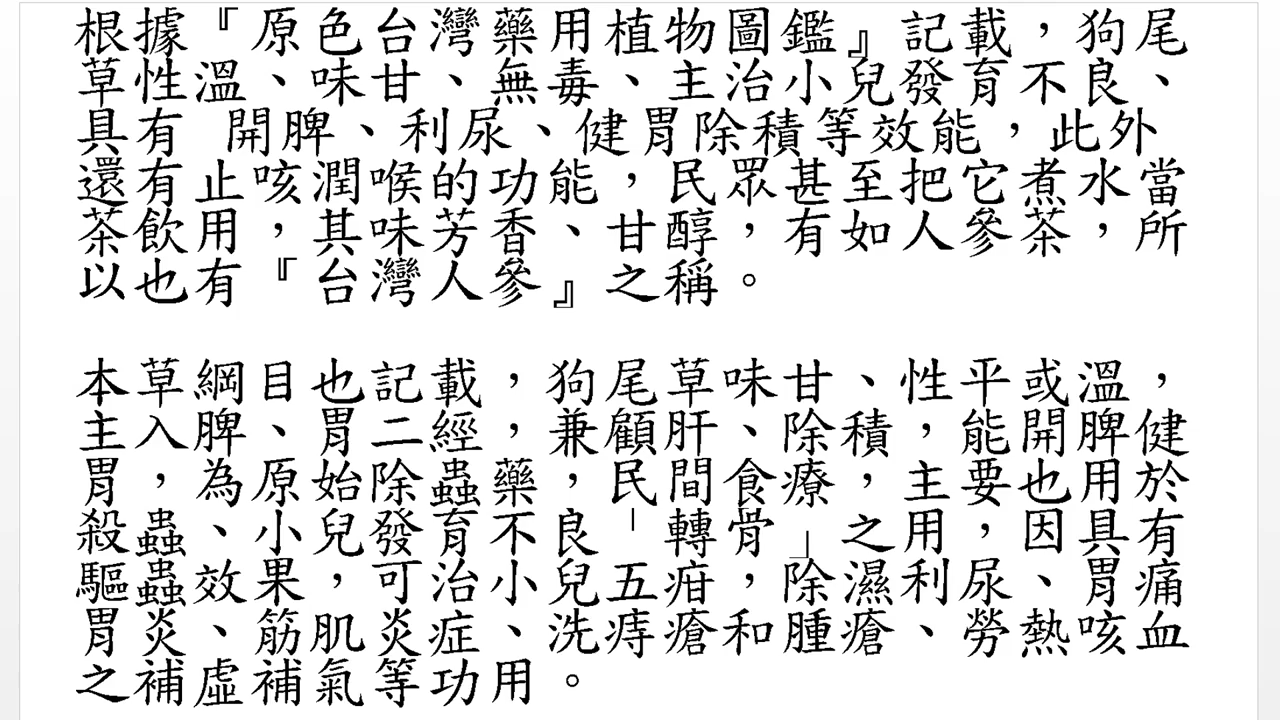 根據『原色台灣藥用植物圖鑑』記載，狗尾
草性溫、味甘、無毒、主治小兒發育不良、
具有 開脾、利尿、健胃除積等效能，此外
還有止咳潤喉的功能，民眾甚至把它煮水當
茶飲用，其味芳香、甘醇，有如人參茶，所
以也有『台灣人參』之稱。
本草綱目也記載，狗尾草味甘、性平或溫，
主入脾、胃二經，兼顧肝、除積，能開脾健
胃，為原始除蟲藥，民間食療，主要也用於
殺蟲、小兒發育不良「轉骨」之用，因具有
驅蟲效果，可治小兒五疳，除濕利尿、胃痛
胃炎、筋肌炎症、洗痔瘡和腫瘡、勞熱咳血
之補虛補氣等功用。